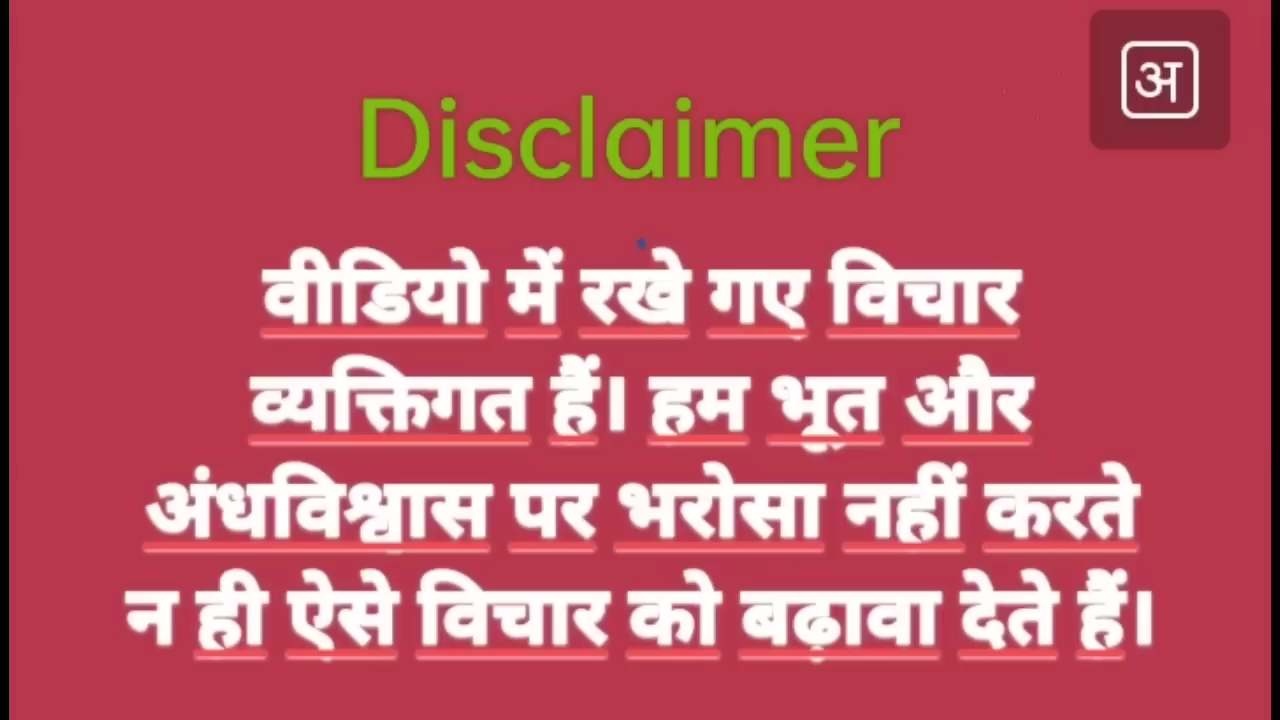 अ
Disclaimer
वीडियो में रखे गए विचार
व्यक्तिगत हैं। हम भूत और
अंधविश्वास पर भरोसा नहीं करते
न ही ऐसे विचार को बढ़ावा देते हैं।